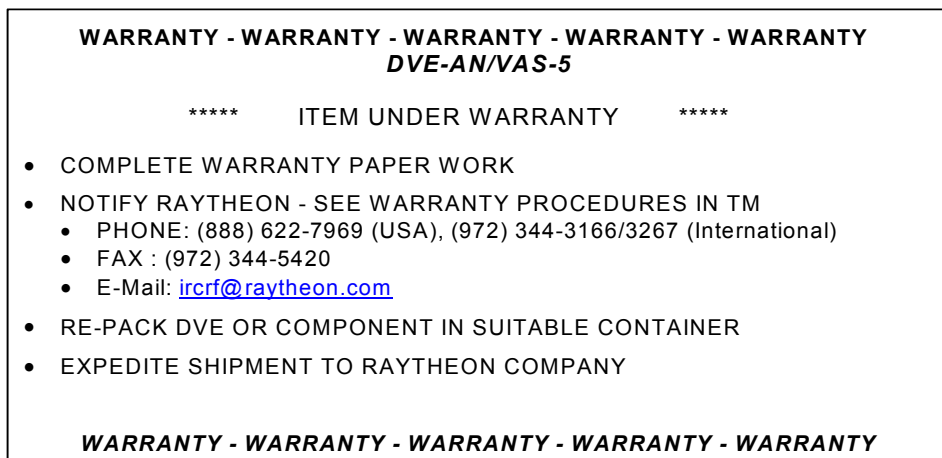 WARRANTY - WARRANTY - WARRANTY - WARRANTY - WARRANTY
DVE-AN/VAS-5
***** ITEM UNDER WARRANTY *****
• COMPLETE WARRANTY PAPER WORK
• NOTIFY RAYTHEON - SEE WARRANTY PROCEDURES IN TM
• PHONE: (888) 622-7969 (USA), (972) 344-3166/3267 (International)
• FAX : (972) 344-5420
• E-Mail: ircrf@raytheon.com
• RE-PACK DVE OR COMPONENT IN SUITABLE CONTAINER
• EXPEDITE SHIPMENT TO RAYTHEON COMPANY
WARRANTY - WARRANTY - WARRANTY - WARRANTY - WARRANTY